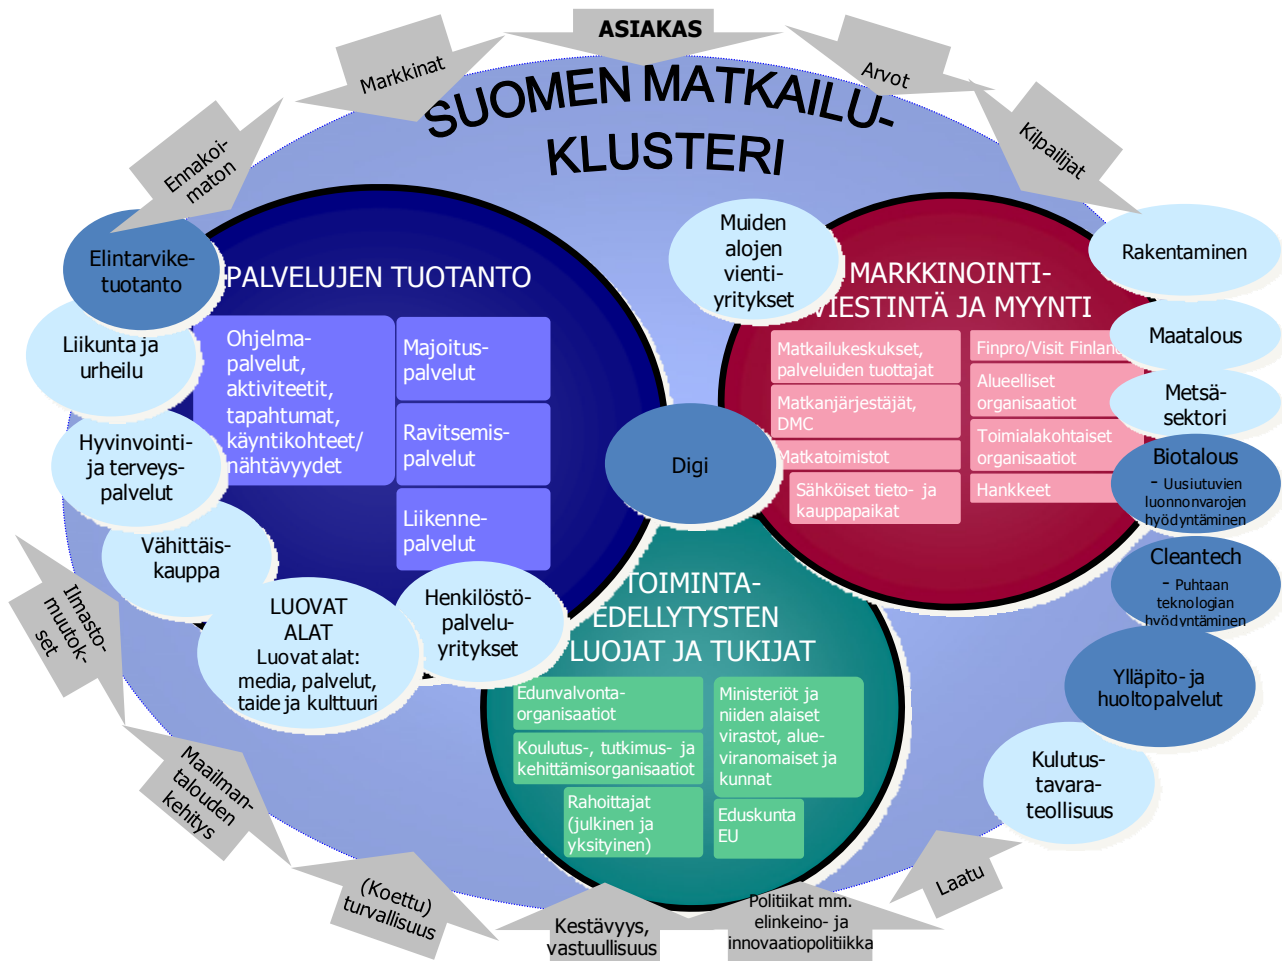 ASIAKAS
Markkinat
Arvot
SUOMEN MATKAILU-
KLUSTERI
Ennakoi-
maton
Kilpailijat
Elintarvike-
tuotanto
Liikunta ja
urheilu
Hyvinvointi-
ja terveys-
palvelut
Vähittäis-
kauppa
LUOVAT
ALAT
Luovat alat:
media, palvelut,
taide ja kulttuuri
Henkilöstö-
palvelu-
yritykset
PALVELUJEN TUOTANTO
Ohjelma-
palvelut,
aktiviteetit,
tapahtumat,
käyntikohteet/
nähtävyydet
Majoitus-
palvelut
Ravitsemis-
palvelut
Liikenne-
palvelut
Digi
Muiden
alojen
vienti-
yritykset
MARKKINOINTI-
VIESTINTÄ JA MYYNTI
Matkailukeskukset,
palveluiden tuottajat
Matkanjärjestäjät,
DMC
Matkatoimistot
Sähköiset tieto- ja
kauppapaikat
Finpro/Visit Finland
Alueelliset
organisaatiot
Toimialakohtaiset
organisaatiot
Hankkeet
Rakentaminen
Maatalous
Metsä-
sektori
Biotalous
- Uusiutuvien
luonnonvarojen
hyödyntäminen
Cleantech
- Puhtaan
teknologian
hyödyntäminen
Ylläpito- ja
huoltopalvelut
Kulutus-
tavara-
teollisuus
TOIMINTA-
EDELLYTYSTEN
LUOJAT JA TUKIJAT
Edunvalvonta-
organisaatiot
Koulutus-, tutkimus- ja
kehittämisorganisaatiot
Rahoittajat
(julkinen ja
yksityinen)
Ministeriöt ja
niiden alaiset
virastot, alue-
viranomaiset ja
kunnat
Eduskunta
EU
Ilmasto-
muutok-
set
Maailman-
talouden
kehitys
(Koettu)
turvallisuus
Kestävyys,
vastuullisuus
Politiikat mm.
elinkeino- ja
innovaatiopolitiikka
Laatu